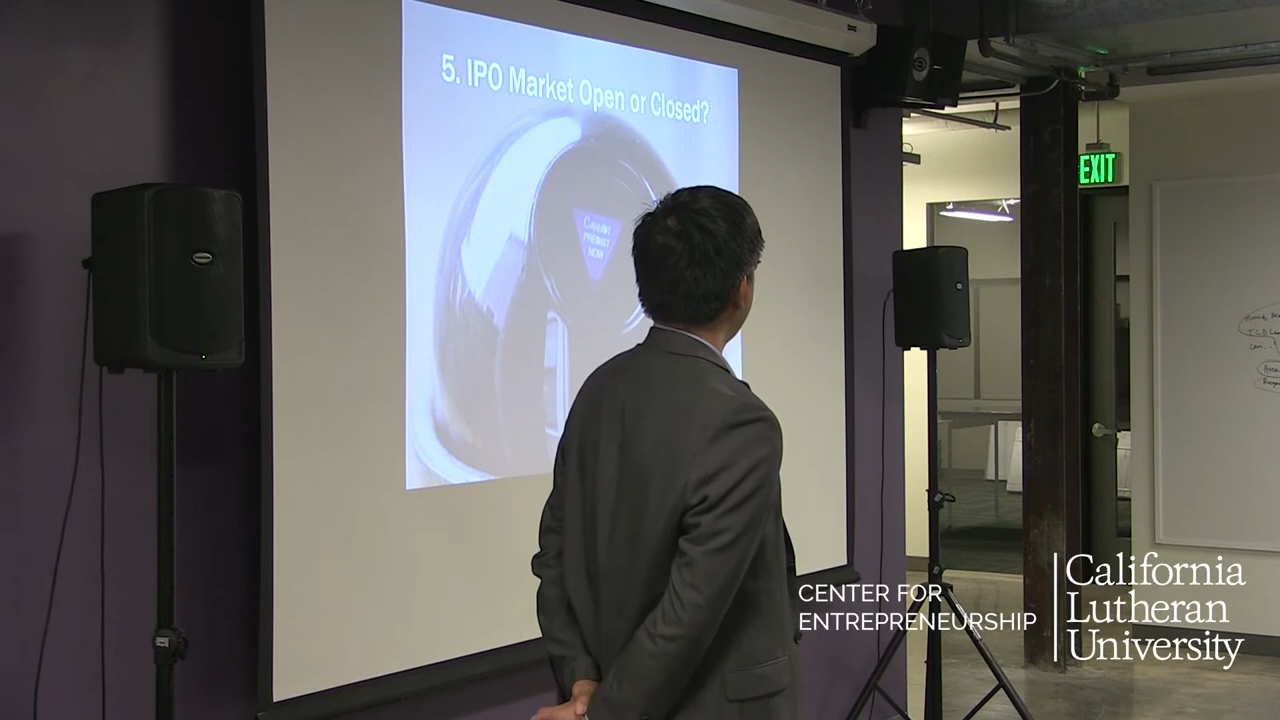 5. IPO Market Open or Closed?
CANNOT
PREDICT
NOW
EXIT
CENTER FOR
ENTREPRENEURSHIP
California
Lutheran
University